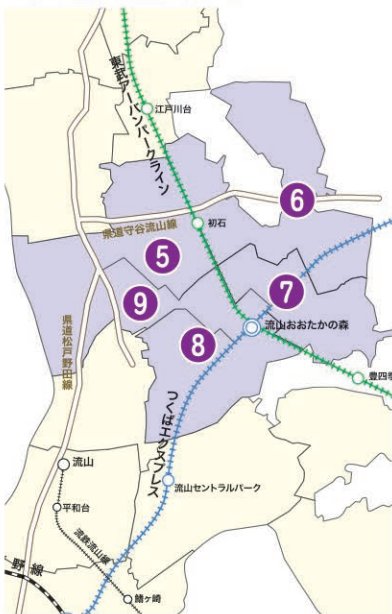 江戸川台
東武アーバンパークライン
6
初石
県道守谷流山線
5
7
9
流山おおたかの森
8
県道松戸野田線
豊四季
つくばエクスプレス
流山
流山セントラルパーク
平和台
流鉄流山線
野線
鰭ヶ崎